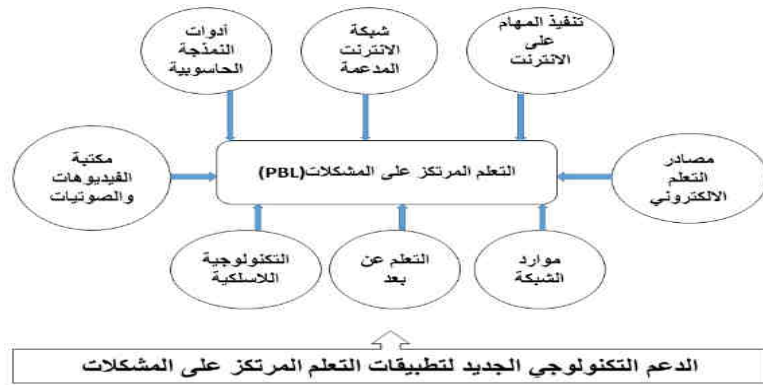 تنفيذ المهام
على
الانترنت
شبكة
الانترنت
المدعمة
أدوات
النمذجة
الحاسوبية
مصادر
التعلم
الالكتروني
التعلم المرتكز على المشكلات(PBL)
مكتبة
الفيديوهات
والصوتيات
موارد
الشبكة
التعلم عن
بعد
التكنولوجية
اللاسلكية
الدعم التكنولوجي الجديد لتطبيقات التعلم المرتكز على المشكلات